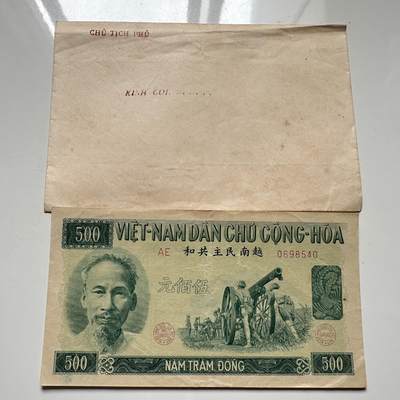 CHỦ TỊCH PHỦ
KÍNH GỬI
500 VIỆT-NAM DÂN CHỦ CỘNG-HÒA
AE 和共主民南越 0698540
元佰伍
500 NĂM TRĂM ĐỒNG 500